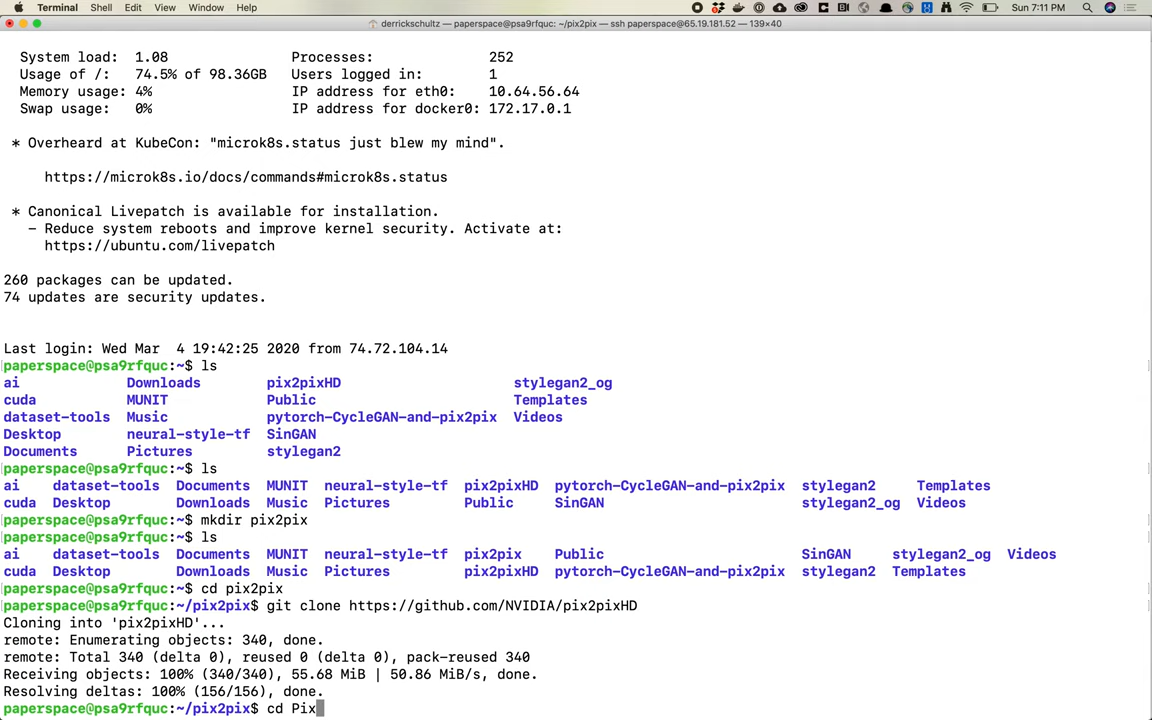 Terminal Shell Edit View Window Help Sun 7:11 PM
derrickschultz — paperspace@psa9rfquc: ~/pix2pix — ssh paperspace@65.19.181.52 — 139×40
System load: 1.08 Processes: 252
Usage of /: 74.5% of 98.36GB Users logged in: 1
Memory usage: 4% IP address for eth0: 10.64.56.64
Swap usage: 0% IP address for docker0: 172.17.0.1
* Overheard at KubeCon: "microk8s.status just blew my mind".
https://microk8s.io/docs/commands#microk8s.status
* Canonical Livepatch is available for installation.
- Reduce system reboots and improve kernel security. Activate at:
https://ubuntu.com/livepatch
260 packages can be updated.
74 updates are security updates.
Last login: Wed Mar 4 19:42:25 2020 from 74.72.104.14
paperspace@psa9rfquc:~$ ls
ai Downloads pix2pixHD stylegan2_og
cuda MUNIT Public Templates
dataset-tools Music pytorch-CycleGAN-and-pix2pix Videos
Desktop neural-style-tf SinGAN
Documents Pictures stylegan2
paperspace@psa9rfquc:~$ ls
ai dataset-tools Documents MUNIT neural-style-tf pix2pixHD pytorch-CycleGAN-and-pix2pix stylegan2 Templates
cuda Desktop Downloads Music Pictures Public SinGAN stylegan2_og Videos
paperspace@psa9rfquc:~$ mkdir pix2pix
paperspace@psa9rfquc:~$ ls
ai dataset-tools Documents MUNIT neural-style-tf pix2pix Public SinGAN stylegan2_og Videos
cuda Desktop Downloads Music Pictures pix2pixHD pytorch-CycleGAN-and-pix2pix stylegan2 Templates
paperspace@psa9rfquc:~$ cd pix2pix
paperspace@psa9rfquc:~/pix2pix$ git clone https://github.com/NVIDIA/pix2pixHD
Cloning into 'pix2pixHD'...
remote: Enumerating objects: 340, done.
remote: Total 340 (delta 0), reused 0 (delta 0), pack-reused 340
Receiving objects: 100% (340/340), 55.68 MiB | 50.86 MiB/s, done.
Resolving deltas: 100% (156/156), done.
paperspace@psa9rfquc:~/pix2pix$ cd Pix